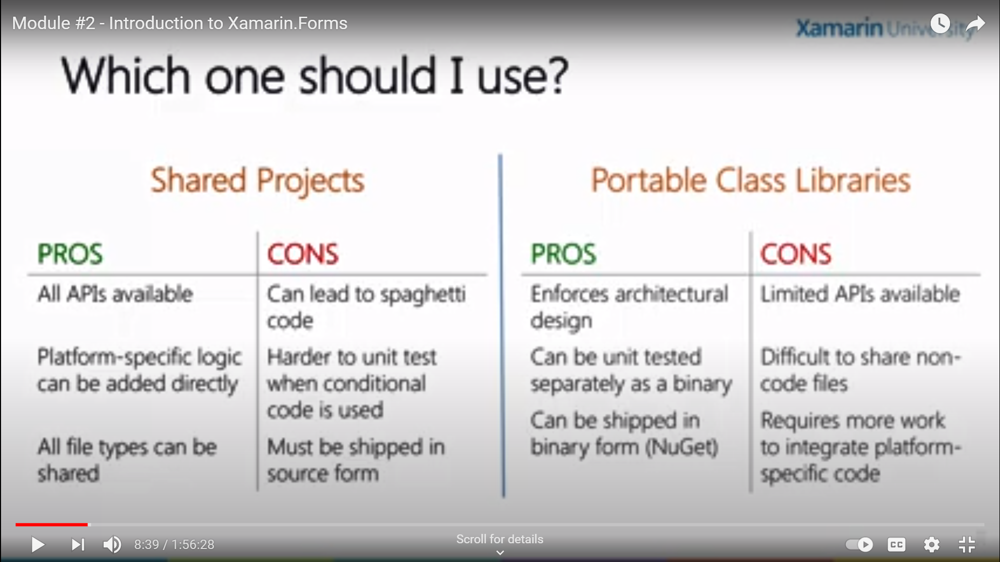 Module #2 - Introduction to Xamarin.Forms
Xamarin University
Which one should I use?
Shared Projects
PROS
CONS
All APIs available
Can lead to spaghetti
code
Platform-specific logic
can be added directly
Harder to unit test
when conditional
code is used
All file types can be
shared
Must be shipped in
source form
Portable Class Libraries
PROS
CONS
Enforces architectural
design
Limited APIs available
Can be unit tested
separately as a binary
Difficult to share non-
code files
Can be shipped in
binary form (NuGet)
Requires more work
to integrate platform-
specific code
8:39 / 1:56:28
Scroll for details
CC